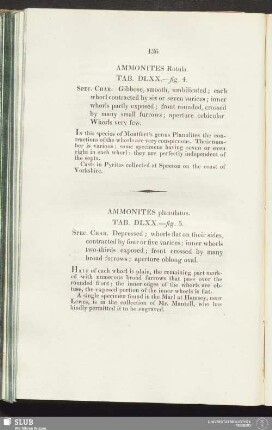 136
AMMONITES Rotula
TAB. DLXX.—fig. 4.
Spec. Char. Gibbose, smooth, umbilicated; each
whorl contracted by six or seven varices; inner
whorls partly exposed; front rounded, crossed
by many small furrows; aperture orbicular
Whorls very few.
In this species of Montfort's genus Planulites the con-
tractions of the whorls are very conspicuous. Their num-
ber is various; some specimens having seven or even
eight in each whorl: they are perfectly independent of
the septa.
Casts in Pyrites collected at Speeton on the coast of
Yorkshire.
AMMONITES planulatus.
TAB. DLXX.—fig. 5.
Spec. Char. Depressed; whorls flat on their sides,
contracted by four or five varices; inner whorls
two-thirds exposed; front crossed by many
broad furrows; aperture oblong oval.
Half of each whorl is plain, the remaining part mark-
ed with numerous broad furrows that pass over the
rounded front; the inner edges of the whorls are ob-
tuse, the exposed portion of the inner whorls is flat.
A single specimen found in the Marl at Hamsey, near
Lewes, is in the collection of Mr. Mantell, who has
kindly permitted it to be engraved.
SLUB